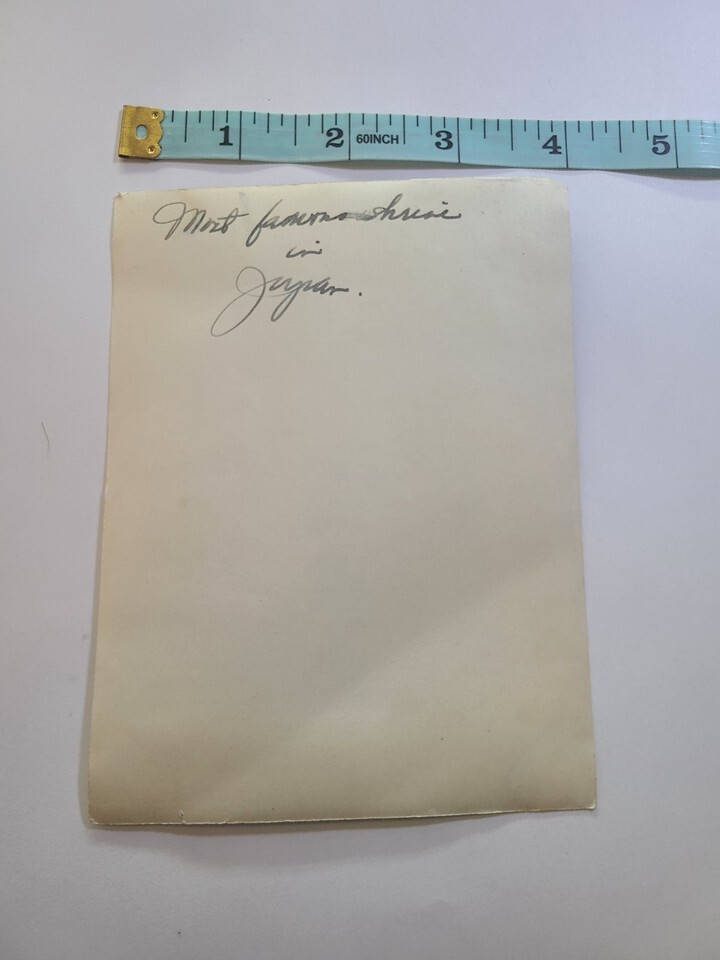 1 2 60INCH 3 4 5
Most famous shrine
in
Japan.